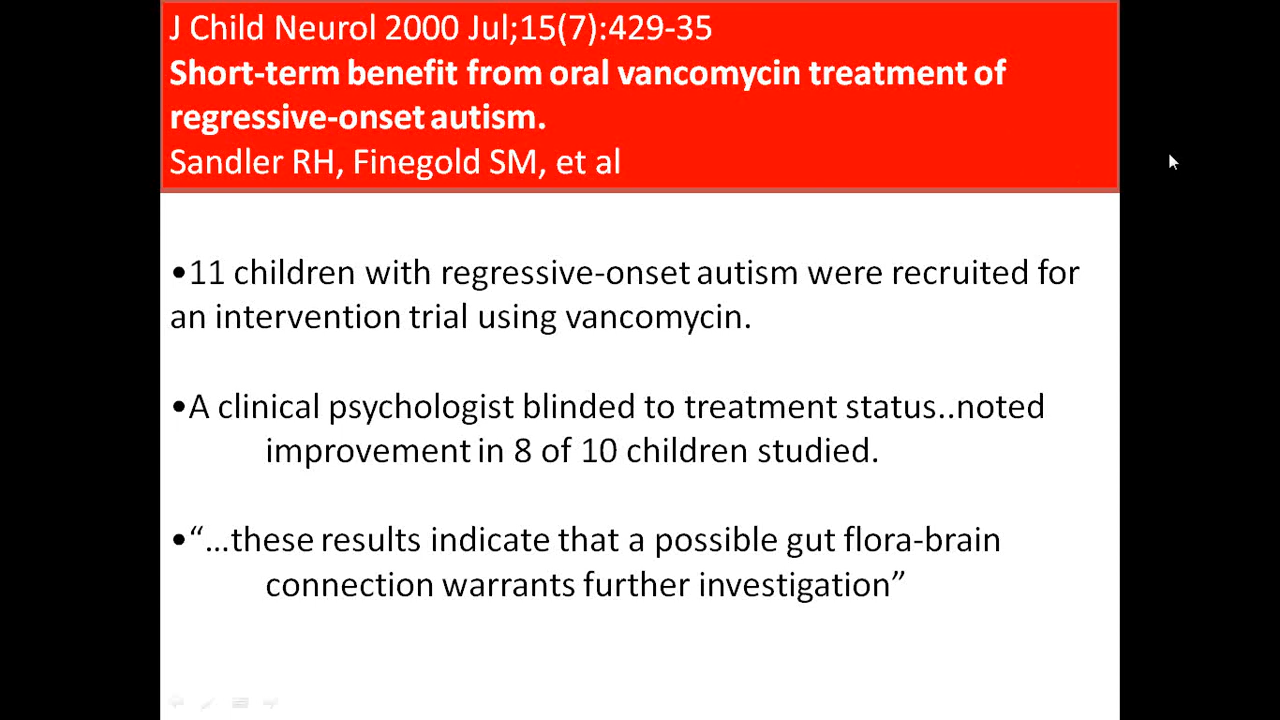 J Child Neurol 2000 Jul;15(7):429-35
Short-term benefit from oral vancomycin treatment of
regressive-onset autism.
Sandler RH, Finegold SM, et al
•11 children with regressive-onset autism were recruited for
an intervention trial using vancomycin.
•A clinical psychologist blinded to treatment status..noted
improvement in 8 of 10 children studied.
•“…these results indicate that a possible gut flora-brain
connection warrants further investigation”